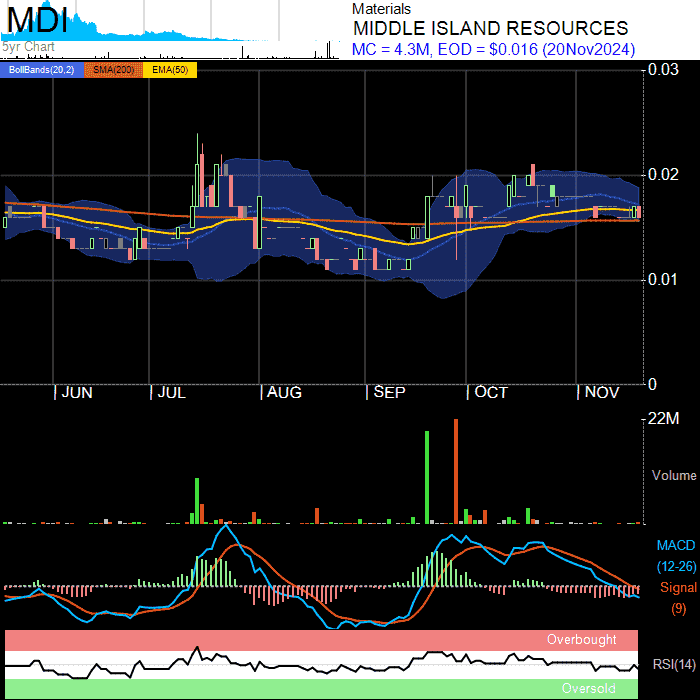 MDI
5yr Chart
Materials
MIDDLE ISLAND RESOURCES
MC = 4.3M, EOD = $0.016 (20Nov2024)
BollBands(20,2) SMA(200) EMA(50)
0.03
0.02
0.01
0
JUN JUL AUG SEP OCT NOV
22M
Volume
MACD
(12-26)
Signal
(9)
Overbought
RSI(14)
Oversold